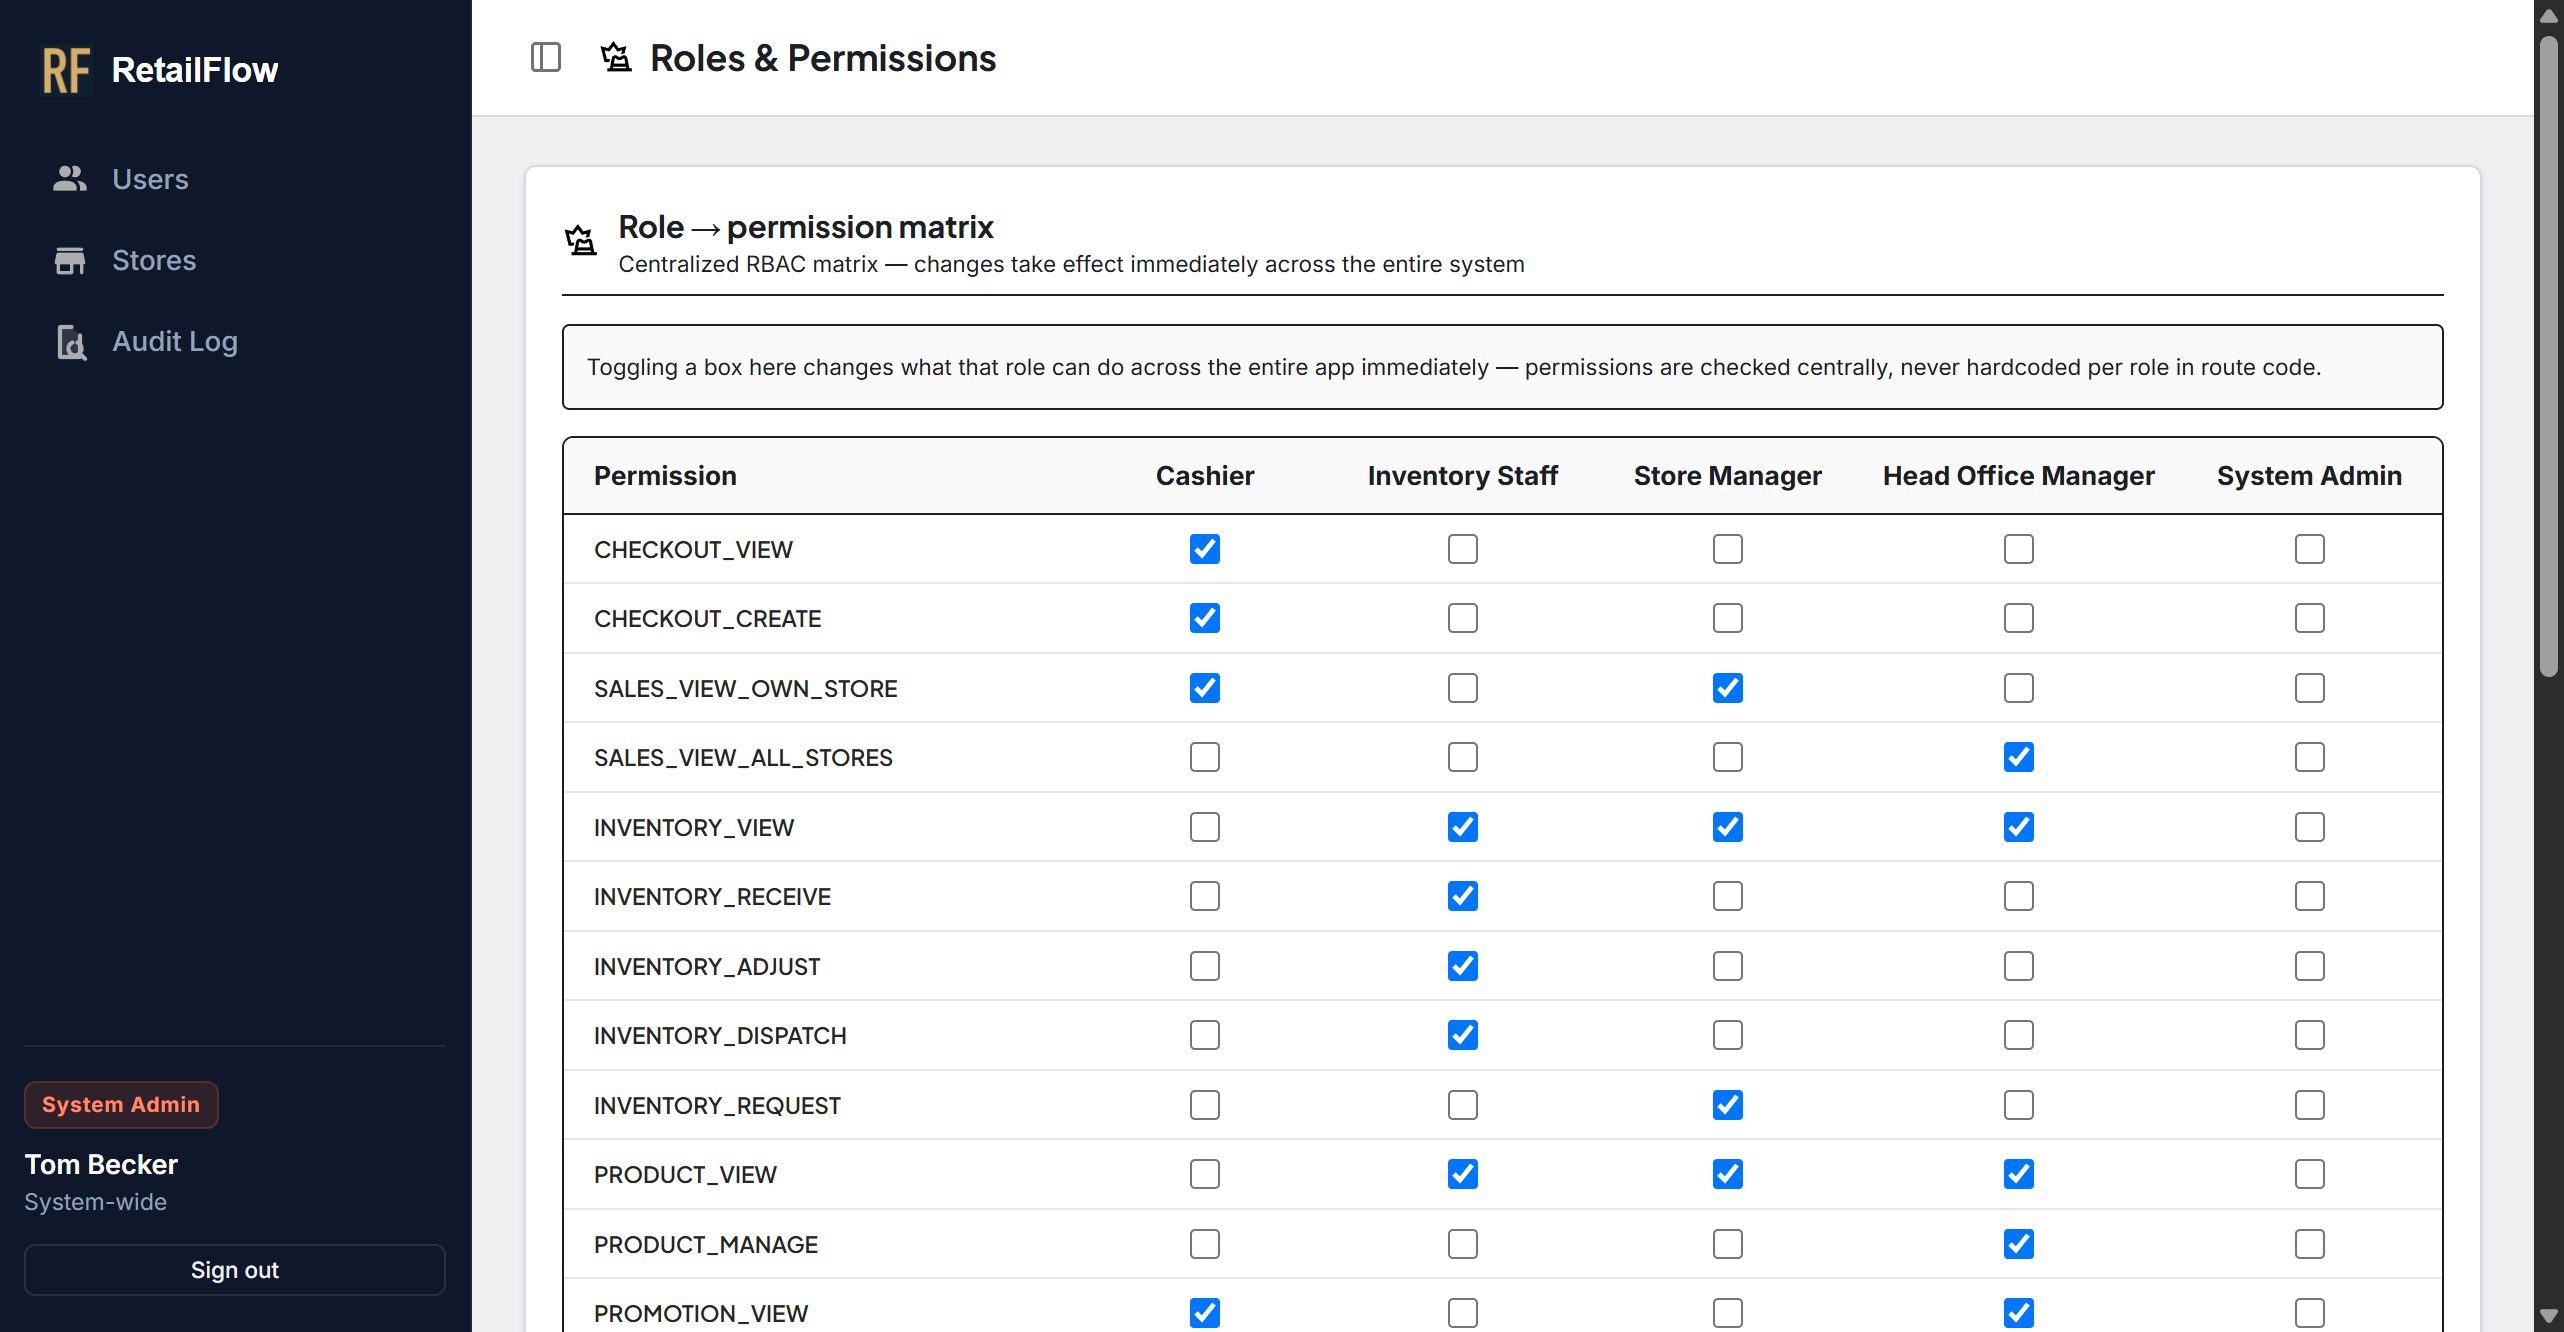 RF RetailFlow
Users
Stores
Audit Log
System Admin
Tom Becker
System-wide
Sign out
Roles & Permissions
Role → permission matrix
Centralized RBAC matrix — changes take effect immediately across the entire system
Toggling a box here changes what that role can do across the entire app immediately — permissions are checked centrally, never hardcoded per role in route code.
Permission Cashier Inventory Staff Store Manager Head Office Manager System Admin
CHECKOUT_VIEW
CHECKOUT_CREATE
SALES_VIEW_OWN_STORE
SALES_VIEW_ALL_STORES
INVENTORY_VIEW
INVENTORY_RECEIVE
INVENTORY_ADJUST
INVENTORY_DISPATCH
INVENTORY_REQUEST
PRODUCT_VIEW
PRODUCT_MANAGE
PROMOTION_VIEW